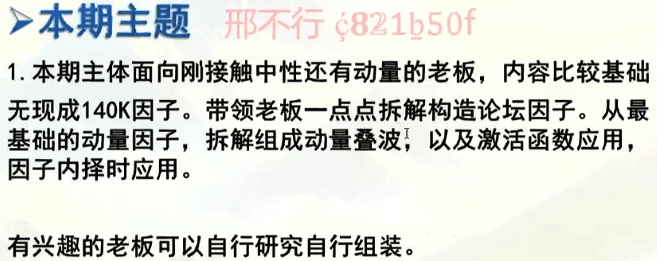 ➤本期主题 邢不行 ḉ821b50f
1.本期主体面向刚接触中性还有动量的老板，内容比较基础
无现成140K因子。带领老板一点点拆解构造论坛因子。从最
基础的动量因子，拆解组成动量叠波，以及激活函数应用，
因子内择时应用。
有兴趣的老板可以自行研究自行组装。